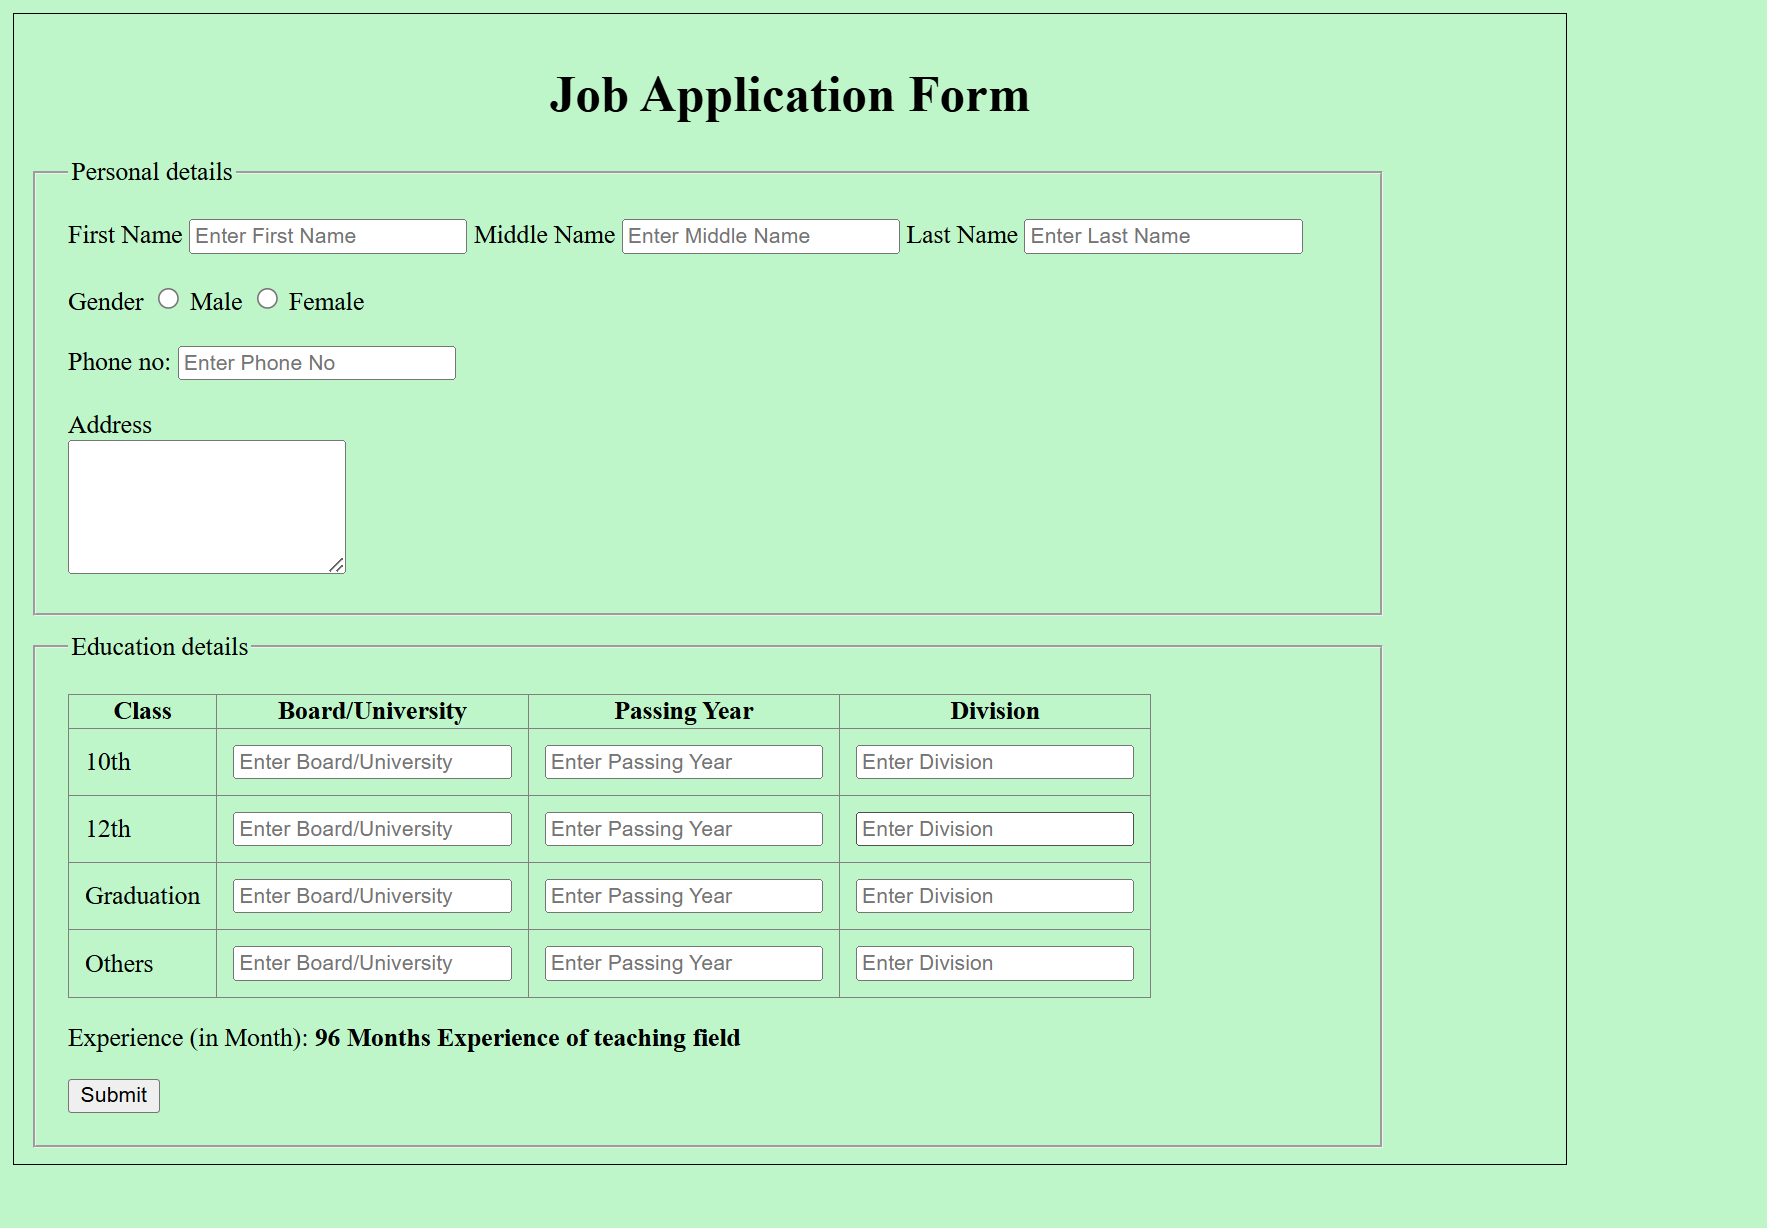 Job Application Form
Personal details
First Name Enter First Name Middle Name Enter Middle Name Last Name Enter Last Name
Gender Male Female
Phone no: Enter Phone No
Address
Education details
Class Board/University Passing Year Division
10th Enter Board/University Enter Passing Year Enter Division
12th Enter Board/University Enter Passing Year Enter Division
Graduation Enter Board/University Enter Passing Year Enter Division
Others Enter Board/University Enter Passing Year Enter Division
Experience (in Month): 96 Months Experience of teaching field
Submit